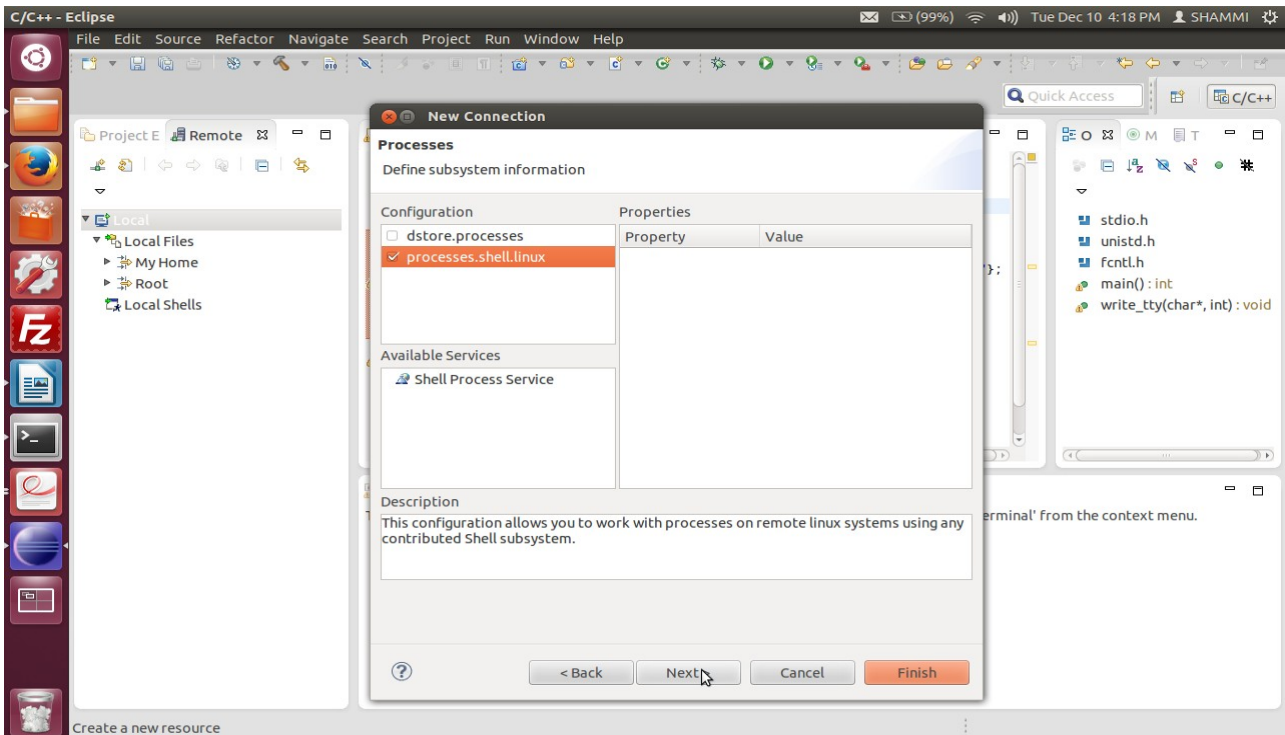 C/C++ - Eclipse
(99%) Tue Dec 10 4:18 PM SHAMMI
File Edit Source Refactor Navigate Search Project Run Window Help
Quick Access
C/C++
Project E Remote
Local
Local Files
My Home
Root
Local Shells
New Connection
Processes
Define subsystem information
Configuration
dstore.processes
processes.shell.linux
Properties
Property Value
Available Services
Shell Process Service
Description
This configuration allows you to work with processes on remote linux systems using any
contributed Shell subsystem.
< Back Next > Cancel Finish
'};
O M T
stdio.h
unistd.h
fcntl.h
main() : int
write_tty(char*, int) : void
erminal' from the context menu.
Create a new resource